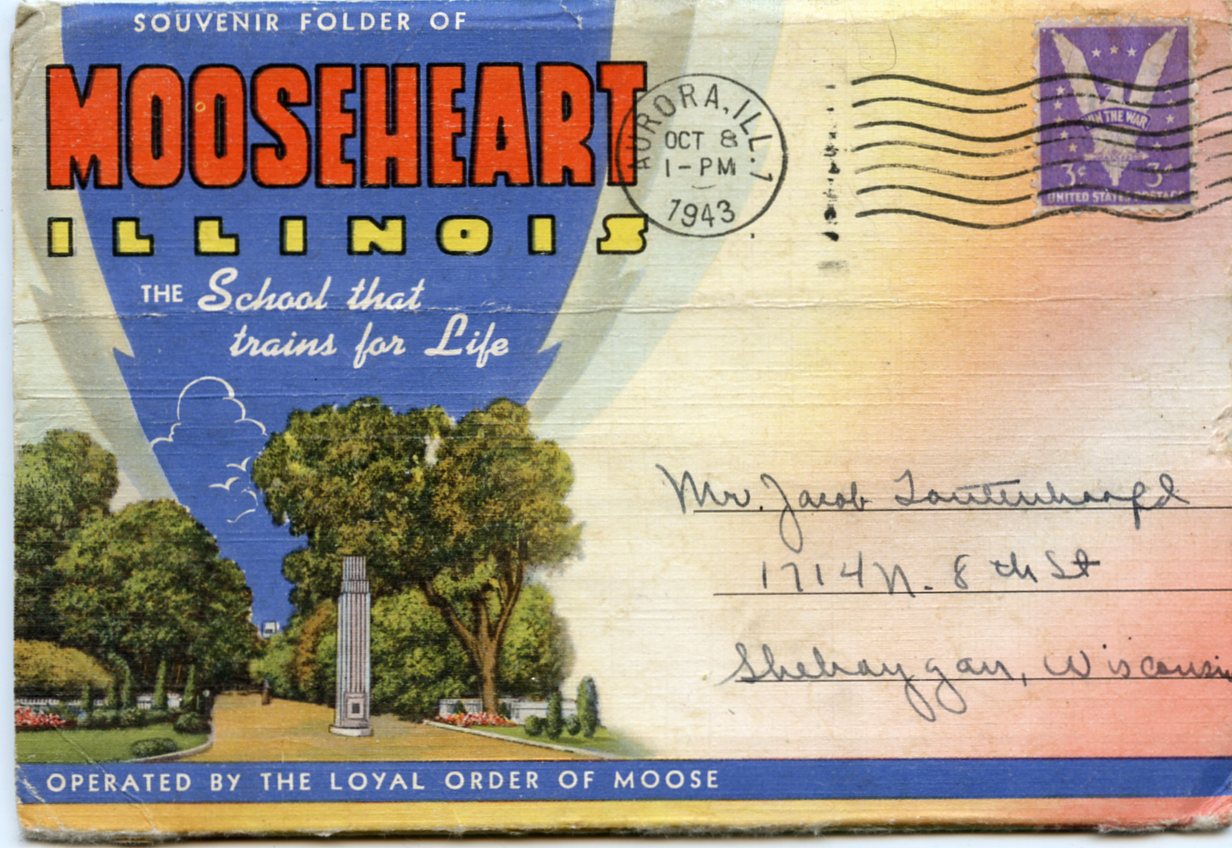 SOUVENIR FOLDER OF
MOOSEHEART
ILLINOIS
THE School that
trains for Life
AURORA, ILL. 1
OCT 8
1-PM
1943
WIN THE WAR
3¢ 3¢
UNITED STATES POSTAGE
Mr. Jacob
1714 N. 8th St
Sheboygan, Wisconsin
OPERATED BY THE LOYAL ORDER OF MOOSE